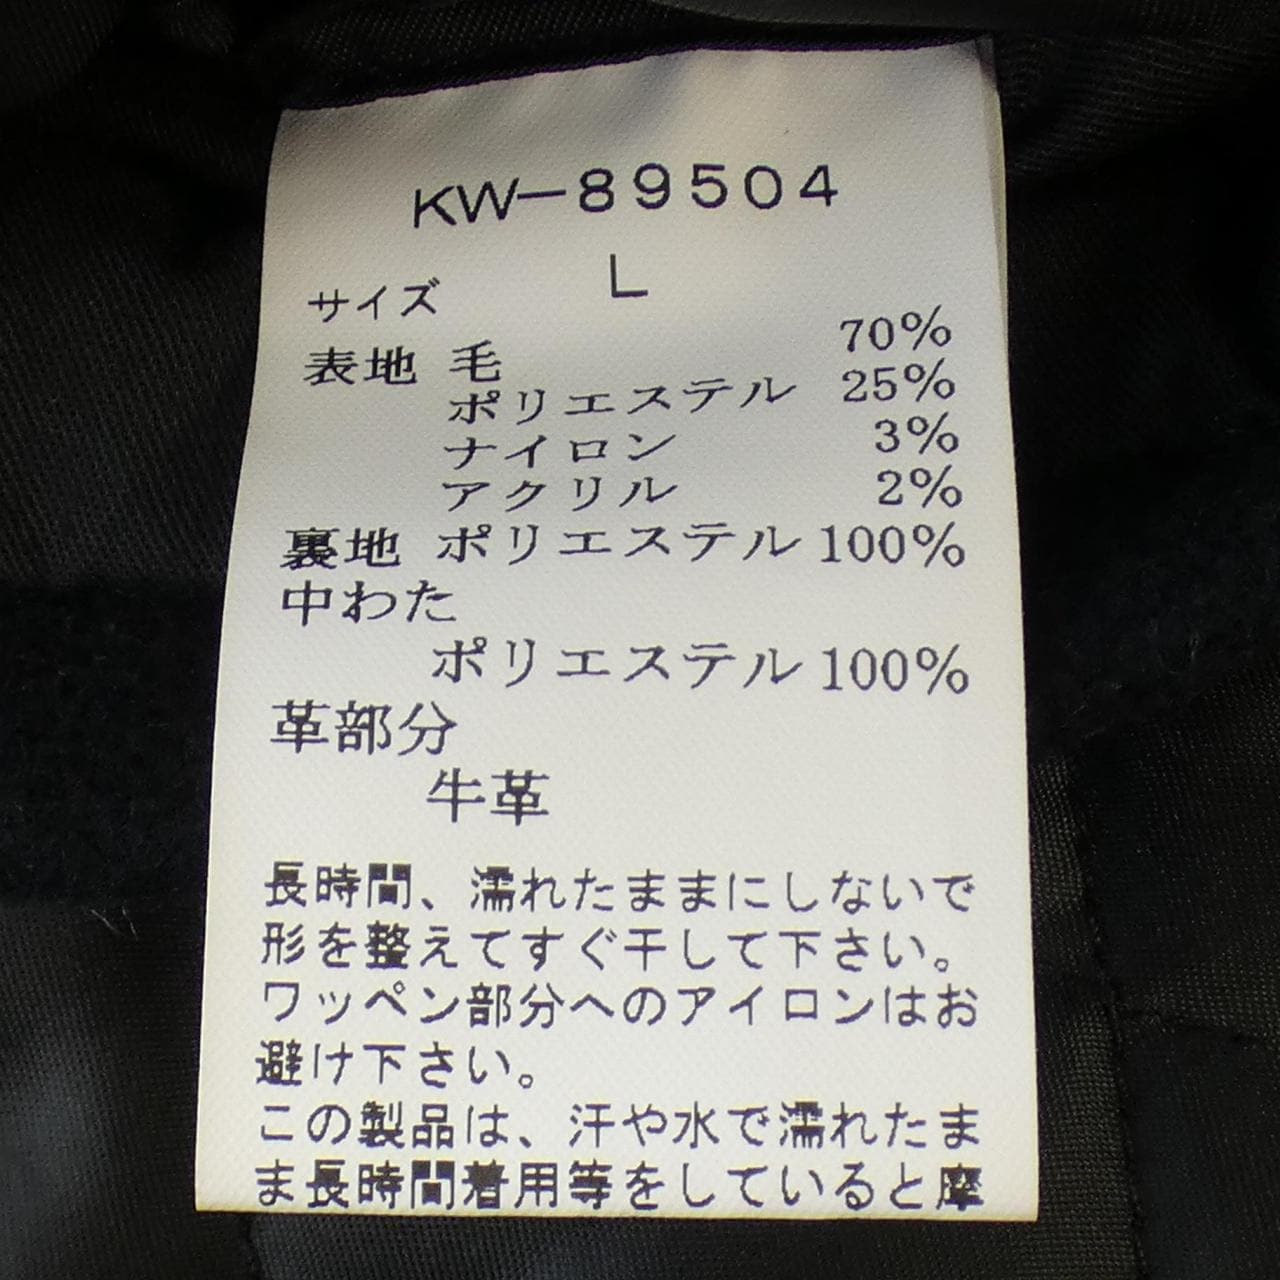 KW-89504
サイズ L
表地 毛 70%
ポリエステル 25%
ナイロン 3%
アクリル 2%
裏地 ポリエステル 100%
中わた
ポリエステル 100%
革部分
牛革
長時間、濡れたままにしないで
形を整えてすぐ干して下さい。
ワッペン部分へのアイロンはお
避け下さい。
この製品は、汗や水で濡れたま
ま長時間着用等をしていると摩